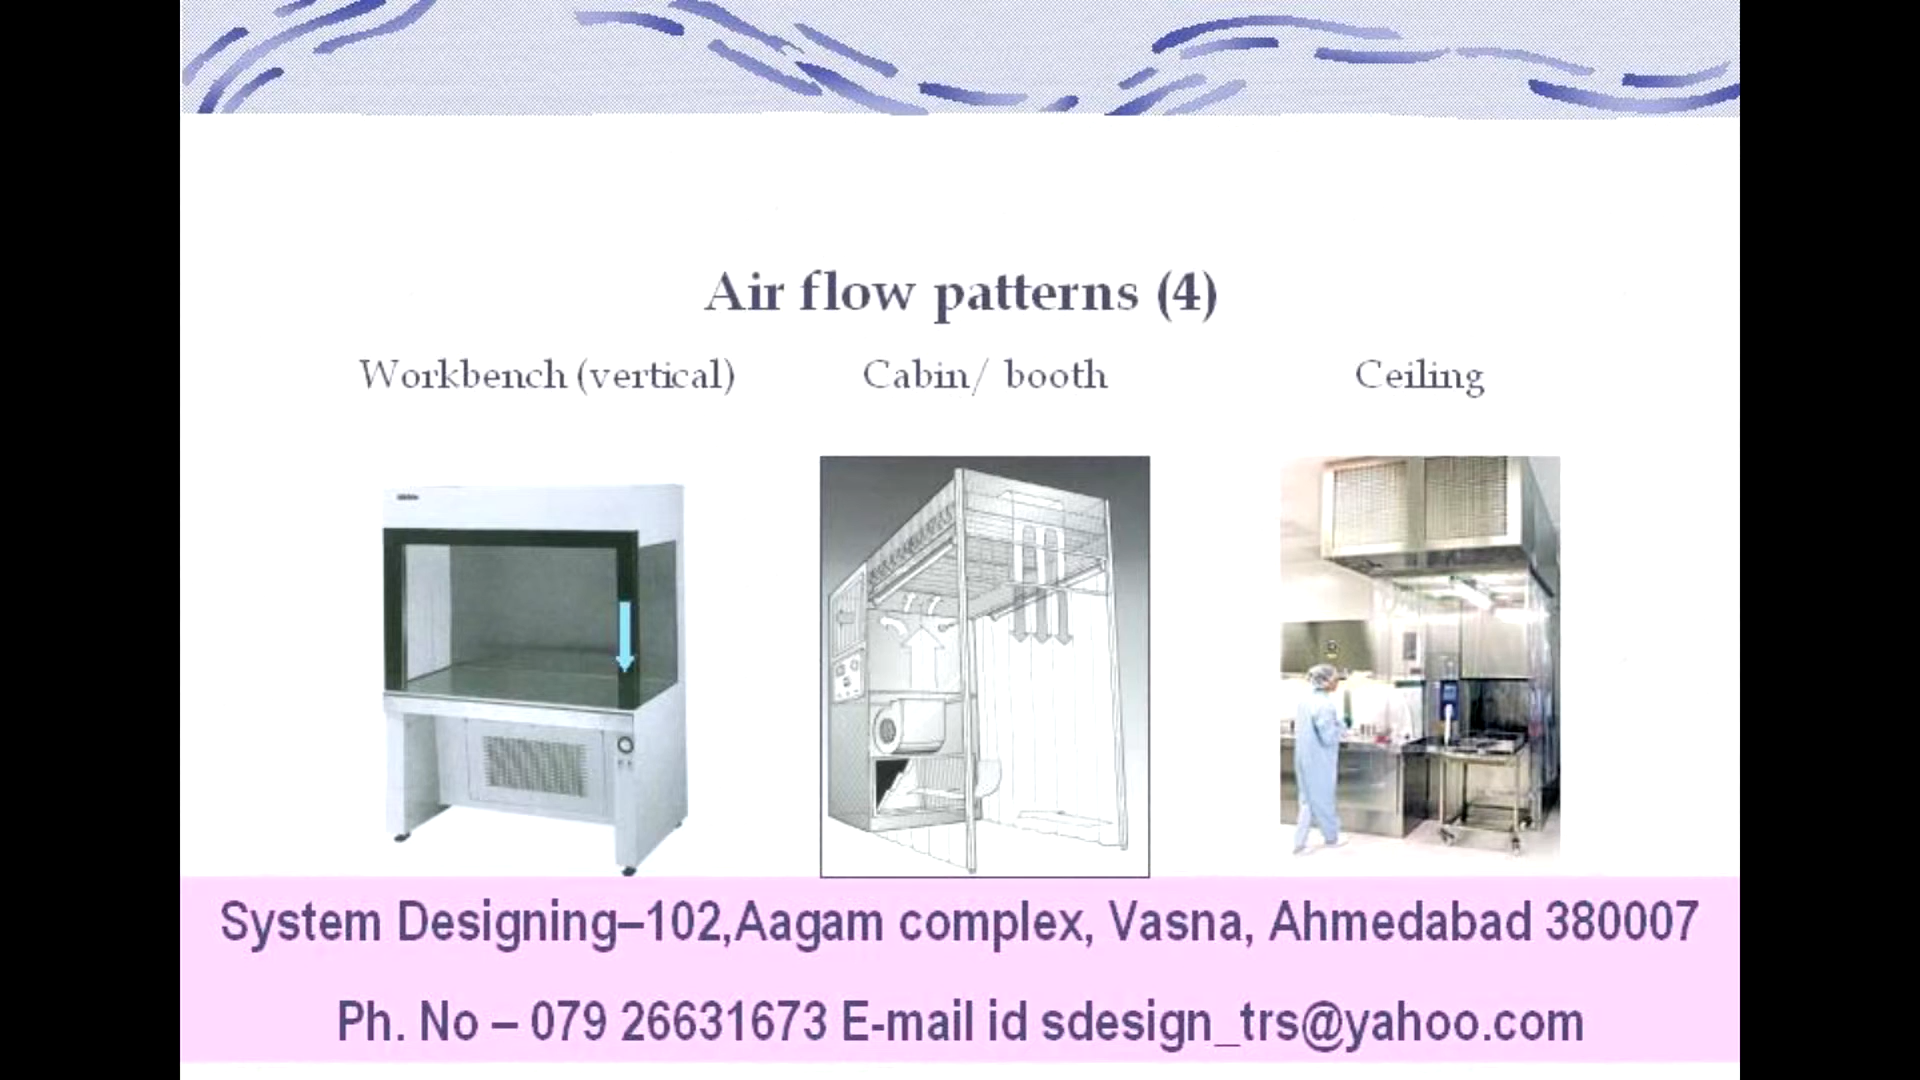 Air flow patterns (4)
Workbench (vertical) Cabin/ booth Ceiling
System Designing–102,Aagam complex, Vasna, Ahmedabad 380007
Ph. No – 079 26631673 E-mail id sdesign_trs@yahoo.com